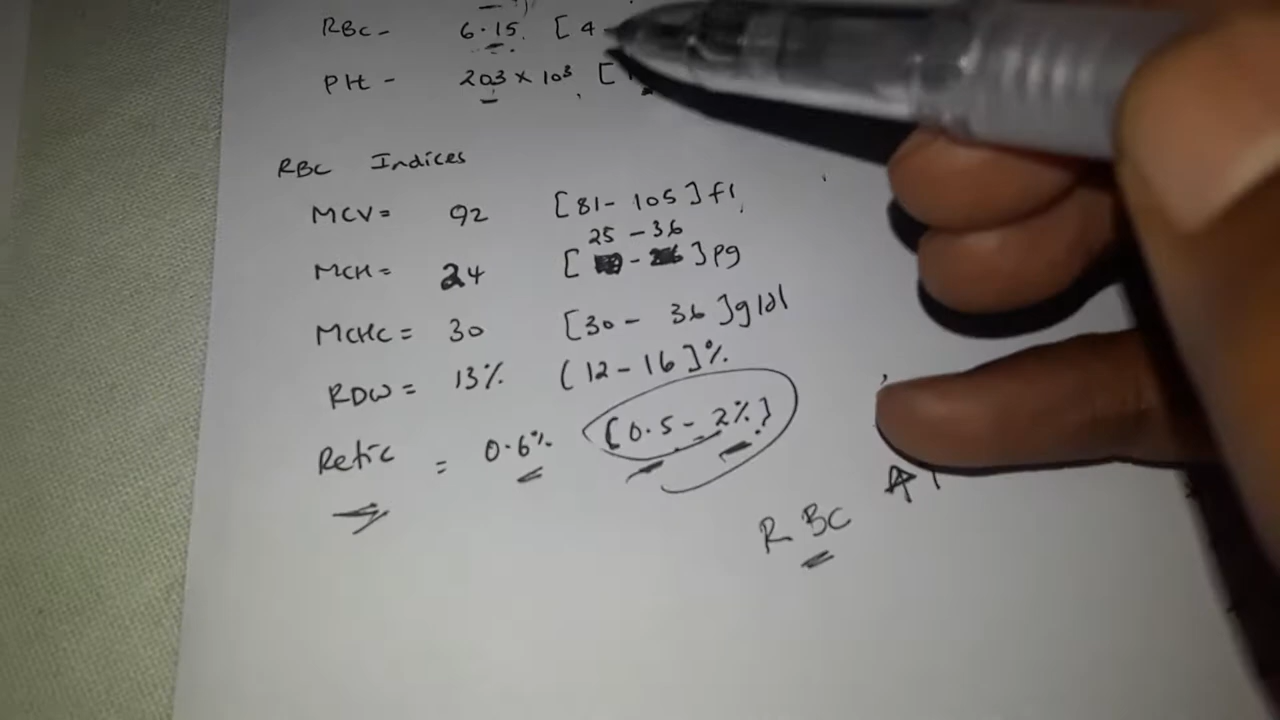 RBC - 6.15 [ 4 -
Plt - 203 × 10³ [
RBC Indices
MCV = 92 [81 - 105] fl
25 - 36
MCH = 24 [ - ] pg
MCHC = 30 [30 - 36] g/dl
RDW = 13% (12 - 16]%
Retic = 0.6% [0.5 - 2%]
RBC